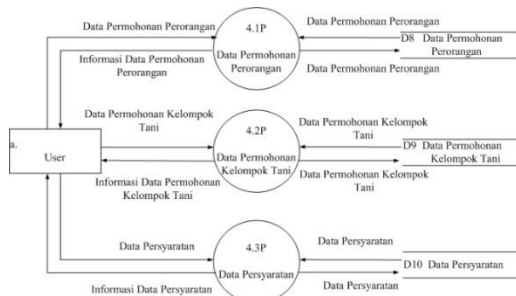 Data Permohonan Perorangan
Informasi Data Permohonan
Perorangan
4.1P
Data Permohonan
Perorangan
Data Permohonan Perorangan
Data Permohonan Perorangan
D8 Data Permohonan
Perorangan
a.
User
Data Permohonan Kelompok
Tani
Informasi Data Permohonan
Kelompok Tani
4.2P
Data Permohonan
Kelompok Tani
Data Permohonan Kelompok
Tani
Data Permohonan Kelompok
Tani
D9 Data Permohonan
Kelompok Tani
Data Persyaratan
Informasi Data Persyaratan
4.3P
Data Persyaratan
Data Persyaratan
Data Persyaratan
D10 Data Persyaratan